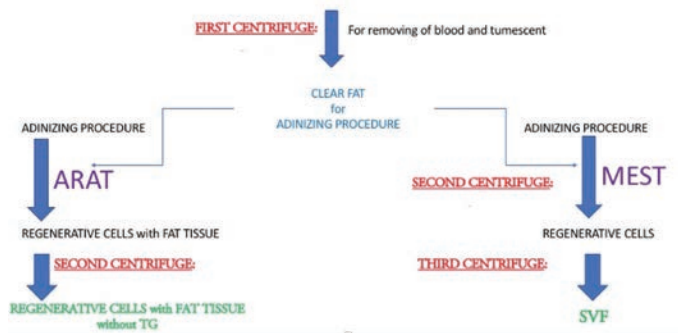 FIRST CENTRIFUGE:
For removing of blood and tumescent
CLEAR FAT
for
ADINIZING PROCEDURE
ADINIZING PROCEDURE
ARAT
REGENERATIVE CELLS with FAT TISSUE
SECOND CENTRIFUGE:
REGENERATIVE CELLS with FAT TISSUE
without TG
ADINIZING PROCEDURE
SECOND CENTRIFUGE:
MEST
REGENERATIVE CELLS
THIRD CENTRIFUGE:
SVF